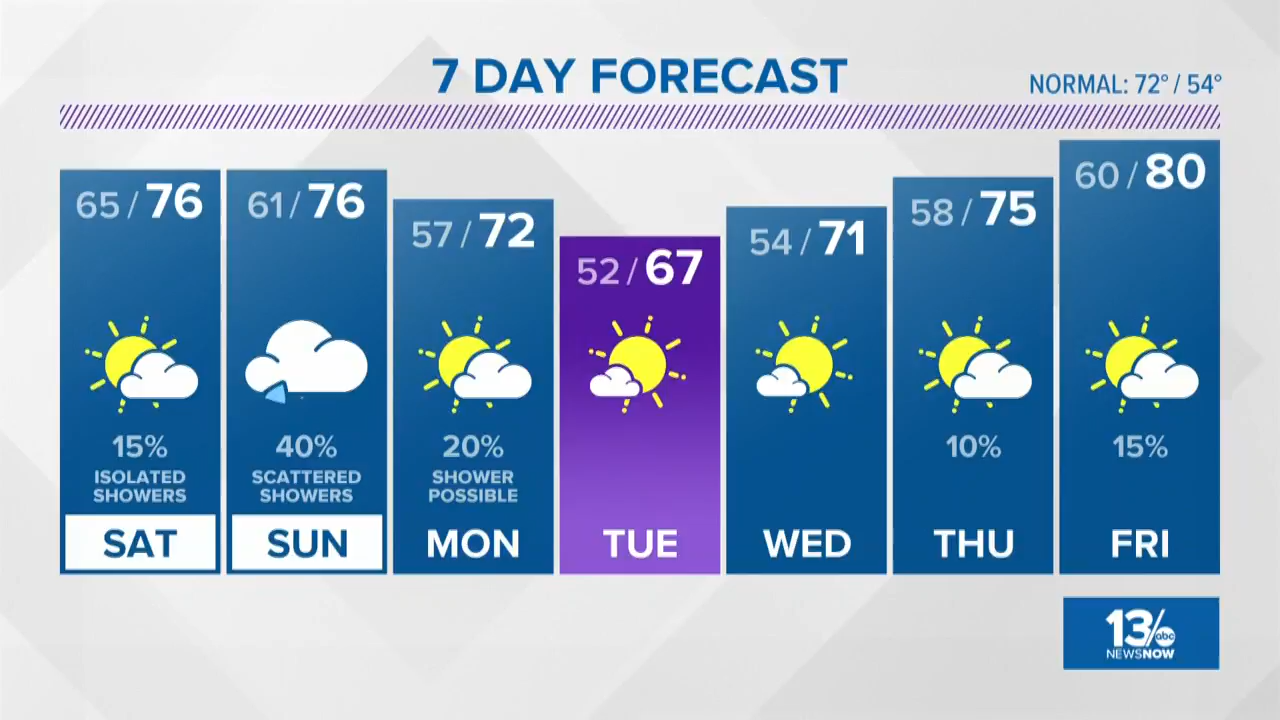 7 DAY FORECAST
NORMAL: 72° / 54°
65 / 76
61 / 76
57 / 72
52 / 67
54 / 71
58 / 75
60 / 80
15%
ISOLATED
SHOWERS
40%
SCATTERED
SHOWERS
20%
SHOWER
POSSIBLE
10%
15%
SAT
SUN
MON
TUE
WED
THU
FRI
13 abc
NEWSNOW